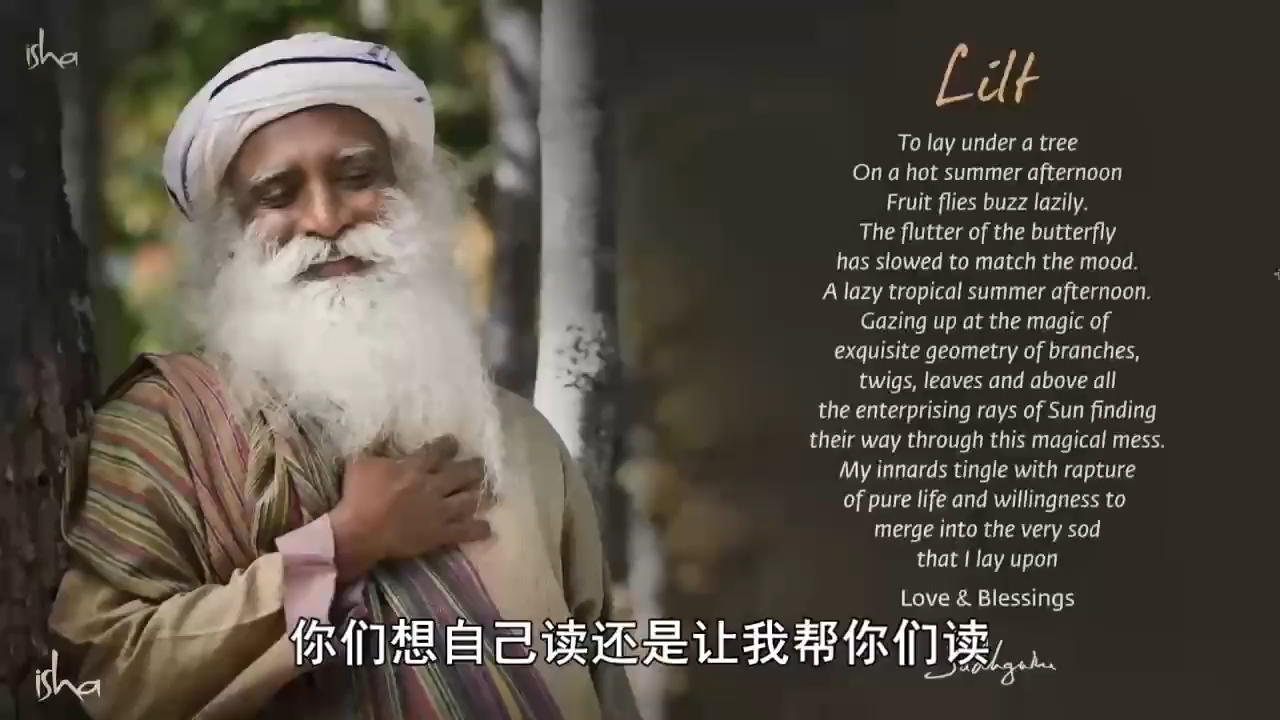 isha
Lilt
To lay under a tree
On a hot summer afternoon
Fruit flies buzz lazily.
The flutter of the butterfly
has slowed to match the mood.
A lazy tropical summer afternoon.
Gazing up at the magic of
exquisite geometry of branches,
twigs, leaves and above all
the enterprising rays of Sun finding
their way through this magical mess.
My innards tingle with rapture
of pure life and willingness to
merge into the very sod
that I lay upon
Love & Blessings
你们想自己读还是让我帮你们读
Sadhguru
isha